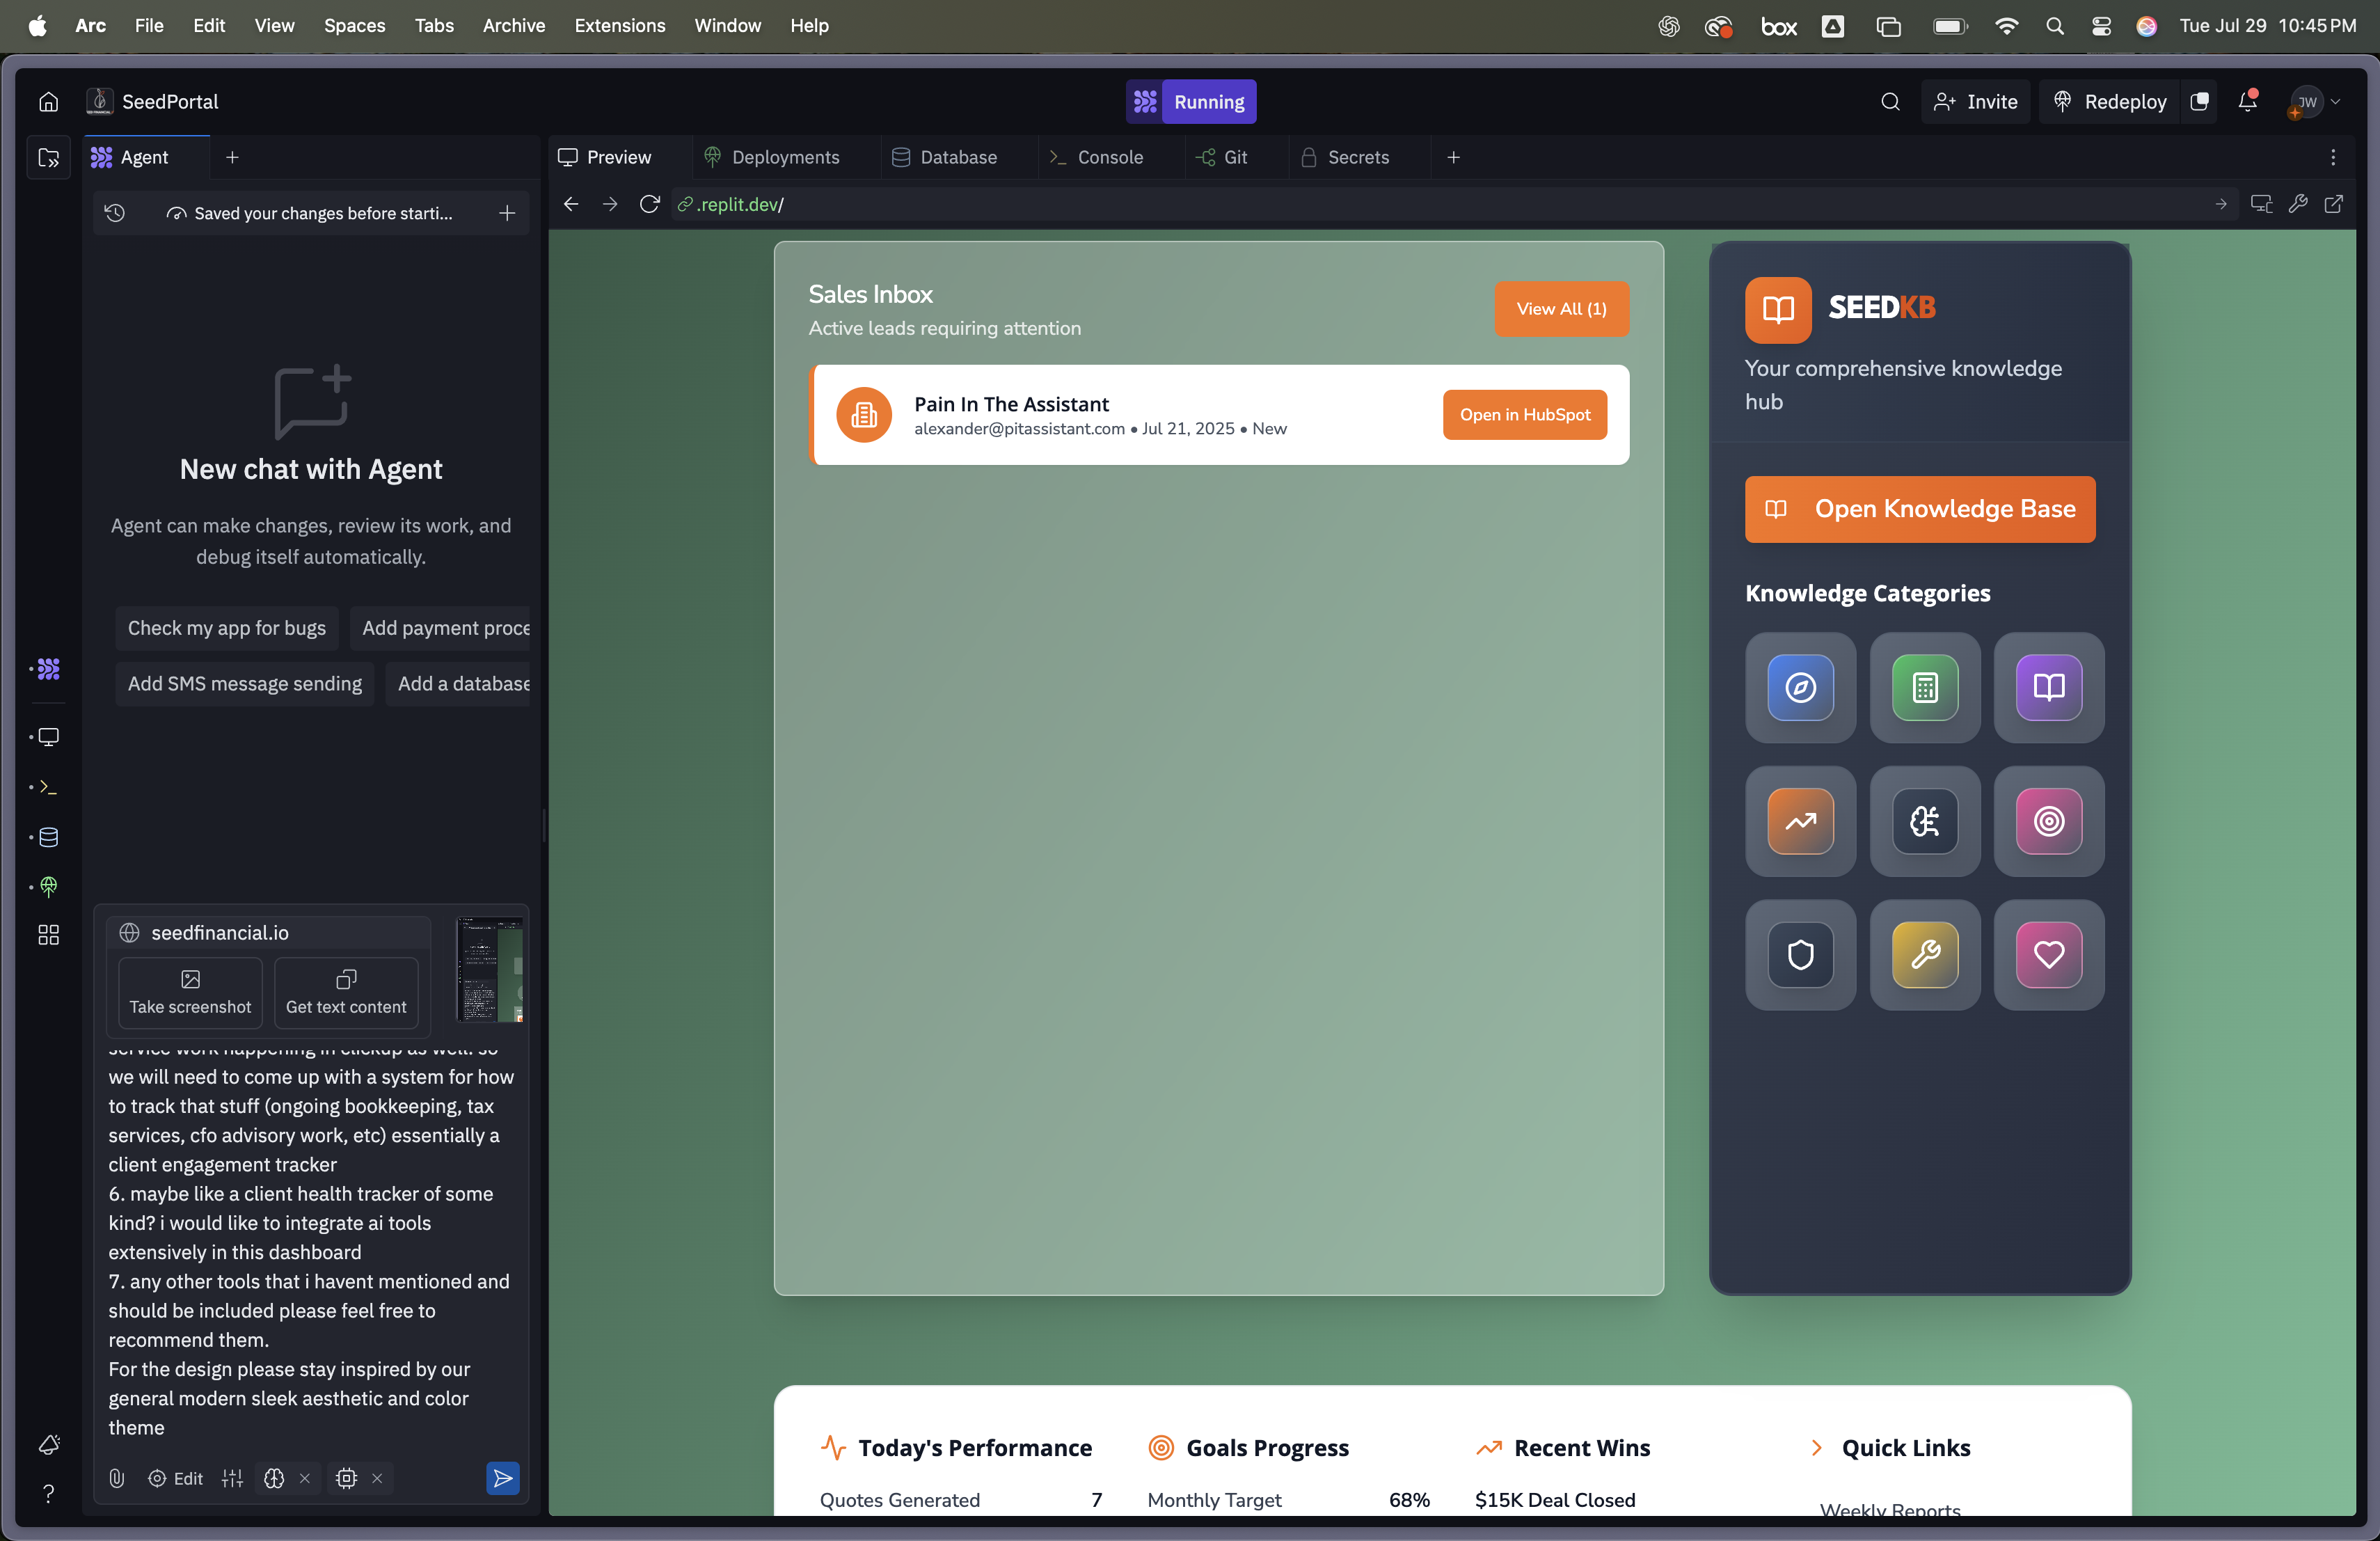 Arc File Edit View Spaces Tabs Archive Extensions Window Help
box
Tue Jul 29 10:45 PM
SeedPortal
Running
Invite
Redeploy
JW
Agent
Preview
Deployments
Database
Console
Git
Secrets
Saved your changes before starti...
.replit.dev/
New chat with Agent
Agent can make changes, review its work, and
debug itself automatically.
Check my app for bugs
Add payment proce
Add SMS message sending
Add a database
seedfinancial.io
Take screenshot
Get text content
service work happening in clickup as well. so
we will need to come up with a system for how
to track that stuff (ongoing bookkeeping, tax
services, cfo advisory work, etc) essentially a
client engagement tracker
6. maybe like a client health tracker of some
kind? i would like to integrate ai tools
extensively in this dashboard
7. any other tools that i havent mentioned and
should be included please feel free to
recommend them.
For the design please stay inspired by our
general modern sleek aesthetic and color
theme
Edit
Sales Inbox
Active leads requiring attention
View All (1)
Pain In The Assistant
alexander@pitassistant.com • Jul 21, 2025 • New
Open in HubSpot
SEEDKB
Your comprehensive knowledge
hub
Open Knowledge Base
Knowledge Categories
Today's Performance
Quotes Generated 7
Goals Progress
Monthly Target 68%
Recent Wins
$15K Deal Closed
Quick Links
Weekly Reports